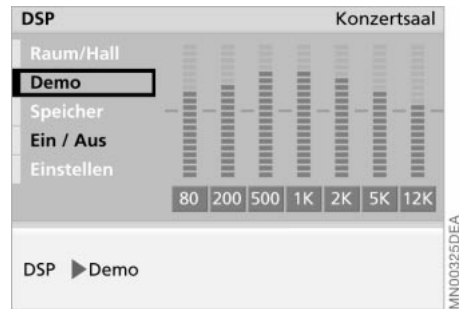 DSP Konzertsaal
Raum/Hall
Demo
Speicher
Ein / Aus
Einstellen
80 200 500 1K 2K 5K 12K
DSP ▶Demo
MN00325DEA